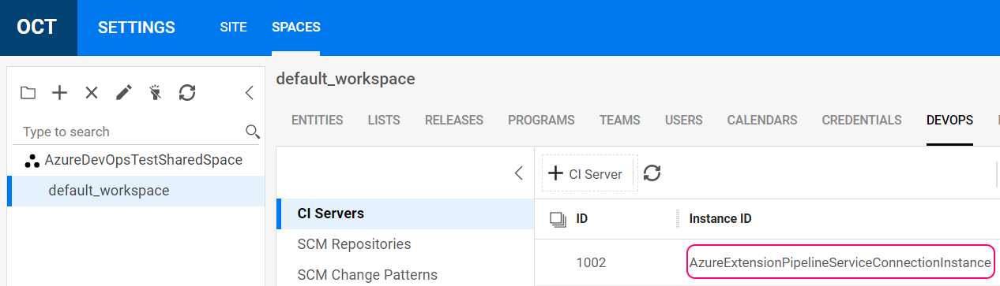 OCT SETTINGS SITE SPACES
default_workspace
ENTITIES LISTS RELEASES PROGRAMS TEAMS USERS CALENDARS CREDENTIALS DEVOPS
Type to search
AzureDevOpsTestSharedSpace
default_workspace
CI Server
CI Servers
SCM Repositories
SCM Change Patterns
ID Instance ID
1002 AzureExtensionPipelineServiceConnectionInstance